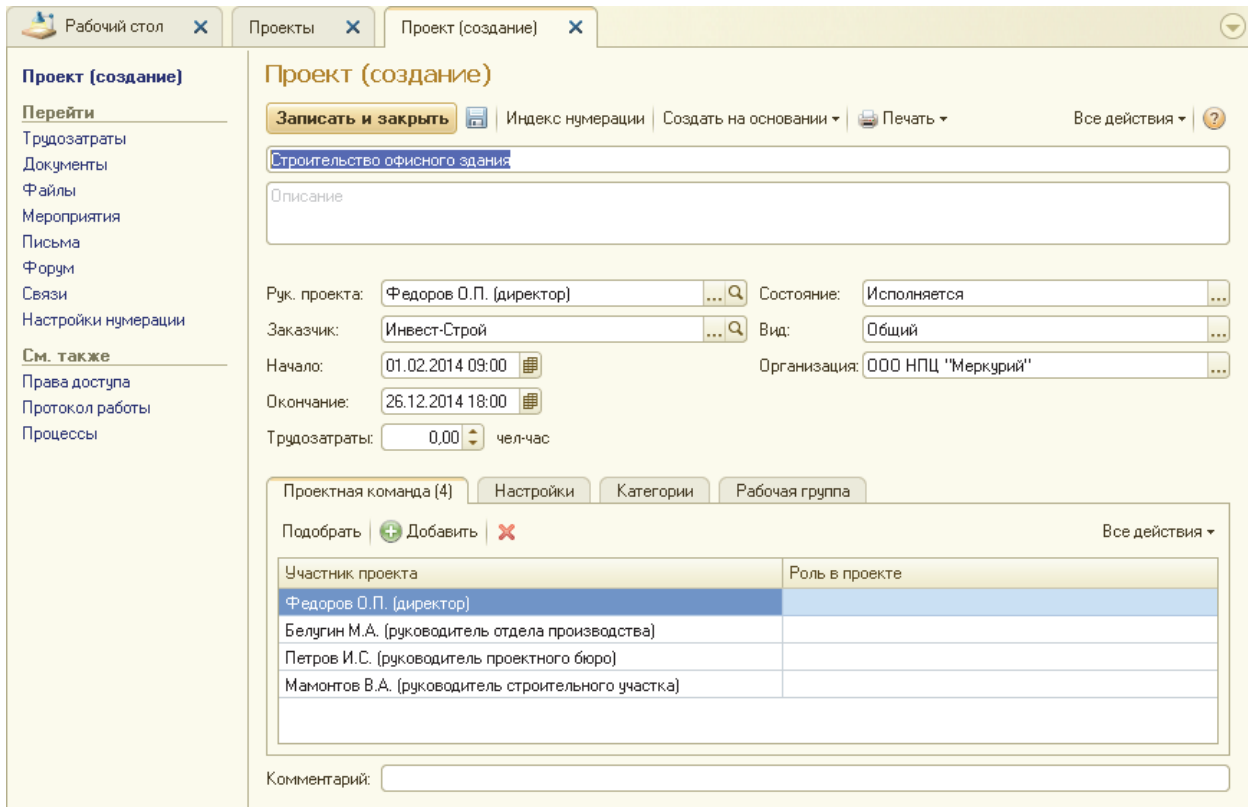 Рабочий стол
Проекты
Проект (создание)
Проект (создание)
Перейти
Трудозатраты
Документы
Файлы
Мероприятия
Письма
Форум
Связи
Настройки нумерации
См. также
Права доступа
Протокол работы
Процессы
Проект (создание)
Записать и закрыть Индекс нумерации Создать на основании Печать Все действия ?
Строительство офисного здания
Описание
Рук. проекта: Федоров О.П. (директор) ... Состояние: Исполняется ...
Заказчик: Инвест-Строй ... Вид: Общий ...
Начало: 01.02.2014 09:00 Организация: ООО НПЦ "Меркурий" ...
Окончание: 26.12.2014 18:00
Трудозатраты: 0,00 чел-час
Проектная команда (4) Настройки Категории Рабочая группа
Подобрать Добавить Все действия
Участник проекта Роль в проекте
Федоров О.П. (директор)
Белугин М.А. (руководитель отдела производства)
Петров И.С. (руководитель проектного бюро)
Мамонтов В.А. (руководитель строительного участка)
Комментарий: